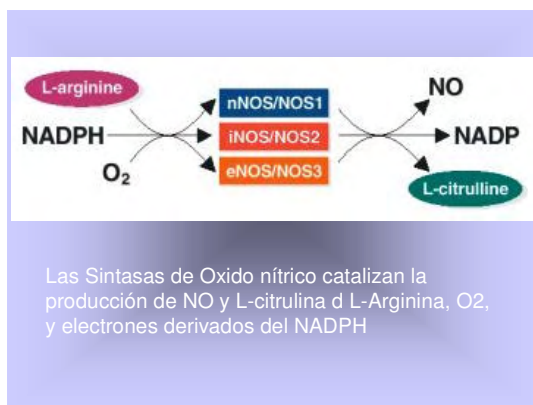 L-arginine
NADPH
O₂
nNOS/NOS1
iNOS/NOS2
eNOS/NOS3
NO
NADP
L-citrulline
Las Sintasas de Oxido nítrico catalizan la
producción de NO y L-citrulina d L-Arginina, O2,
y electrones derivados del NADPH